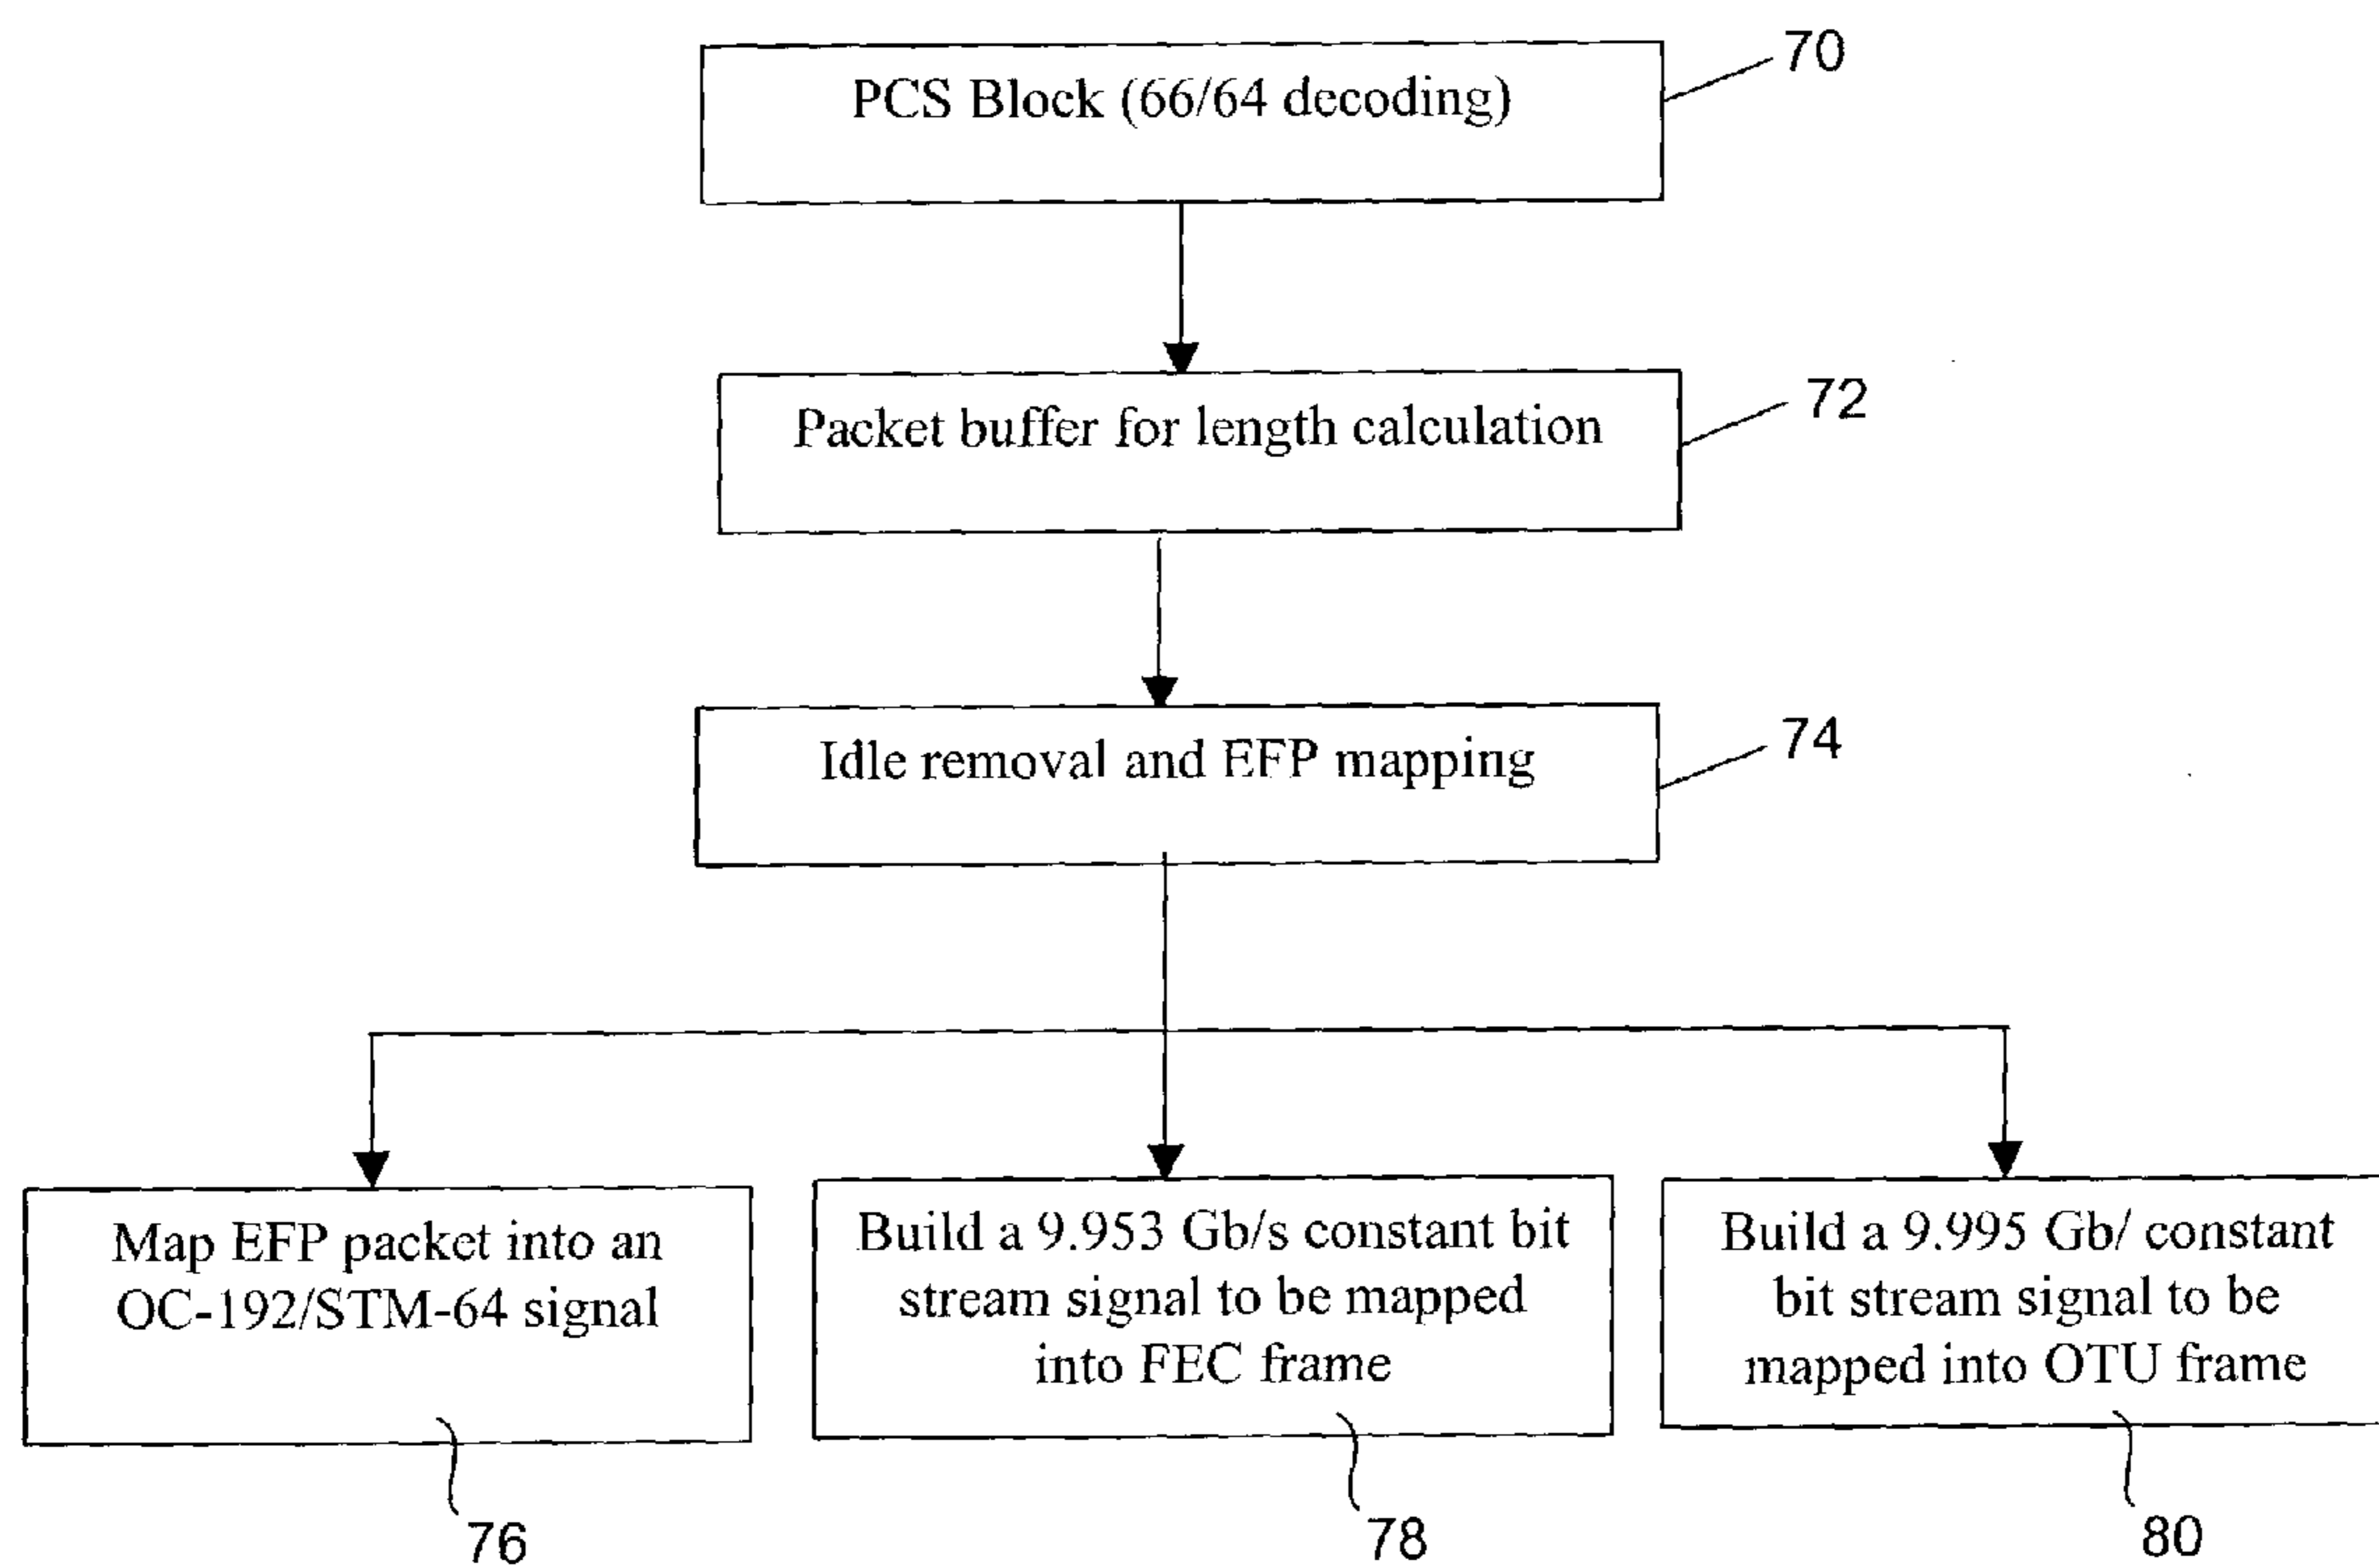 PCS Block (66/64 decoding)
70
Packet buffer for length calculation
72
Idle removal and EFP mapping
74
Map EFP packet into an
OC-192/STM-64 signal
76
Build a 9.953 Gb/s constant bit
stream signal to be mapped
into FEC frame
78
Build a 9.995 Gb/ constant
bit stream signal to be
mapped into OTU frame
80